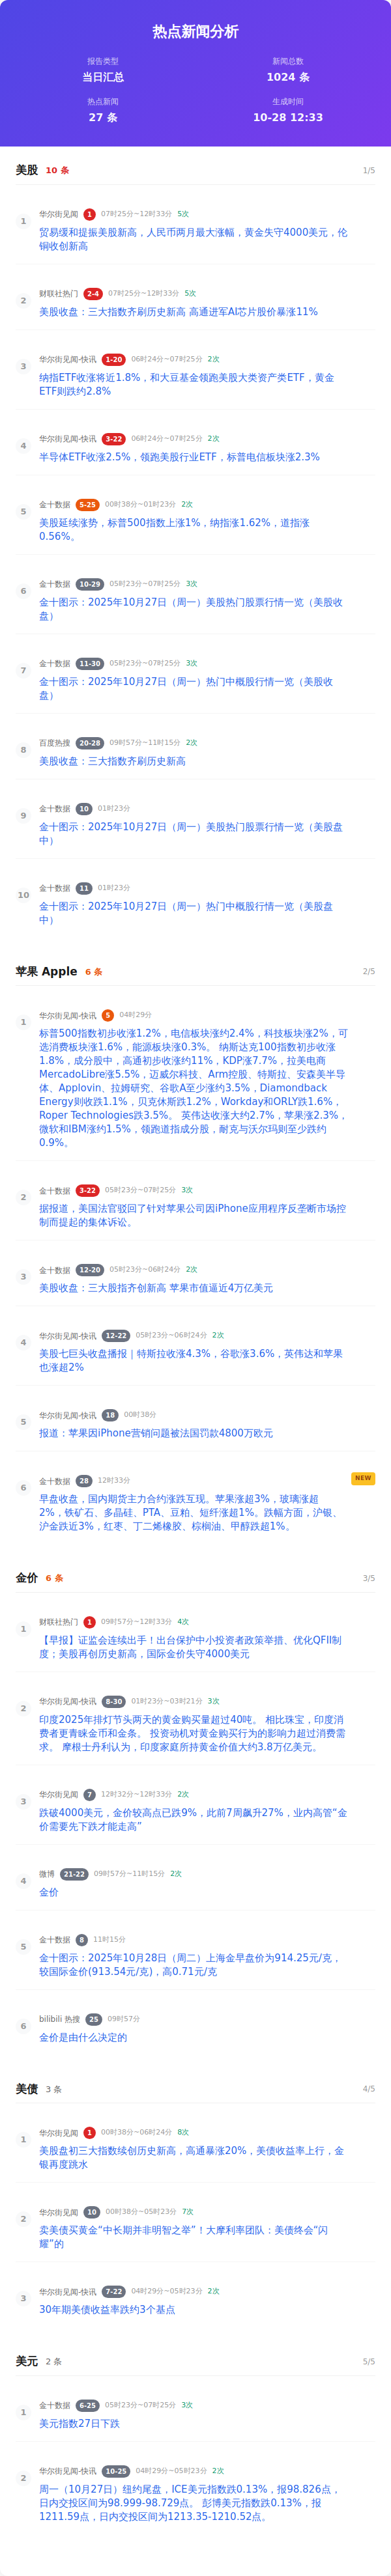 热点新闻分析
报告类型
当日汇总
新闻总数
1024 条
热点新闻
27 条
生成时间
10-28 12:33
美股 10 条 1/5
1
华尔街见闻 1 07时25分~12时33分 5次
贸易缓和提振美股新高，人民币两月最大涨幅，黄金失守4000美元，伦
铜收创新高
2
财联社热门 2-4 07时25分~12时33分 5次
美股收盘：三大指数齐刷历史新高 高通进军AI芯片股价暴涨11%
3
华尔街见闻-快讯 1-20 06时24分~07时25分 2次
纳指ETF收涨将近1.8%，和大豆基金领跑美股大类资产类ETF，黄金
ETF则跌约2.8%
4
华尔街见闻-快讯 3-22 06时24分~07时25分 2次
半导体ETF收涨2.5%，领跑美股行业ETF，标普电信板块涨2.3%
5
金十数据 5-25 00时38分~01时23分 2次
美股延续涨势，标普500指数上涨1%，纳指涨1.62%，道指涨
0.56%。
6
金十数据 10-29 05时23分~07时25分 3次
金十图示：2025年10月27日（周一）美股热门股票行情一览（美股收
盘）
7
金十数据 11-30 05时23分~07时25分 3次
金十图示：2025年10月27日（周一）热门中概股行情一览（美股收
盘）
8
百度热搜 20-28 09时57分~11时15分 2次
美股收盘：三大指数齐刷历史新高
9
金十数据 10 01时23分
金十图示：2025年10月27日（周一）美股热门股票行情一览（美股盘
中）
10
金十数据 11 01时23分
金十图示：2025年10月27日（周一）热门中概股行情一览（美股盘
中）
苹果 Apple 6 条 2/5
1
华尔街见闻-快讯 5 04时29分
标普500指数初步收涨1.2%，电信板块涨约2.4%，科技板块涨2%，可
选消费板块涨1.6%，能源板块涨0.3%。 纳斯达克100指数初步收涨
1.8%，成分股中，高通初步收涨约11%，KDP涨7.7%，拉美电商
MercadoLibre涨5.5%，迈威尔科技、Arm控股、特斯拉、安森美半导
体、Applovin、拉姆研究、谷歌A至少涨约3.5%，Diamondback
Energy则收跌1.1%，贝克休斯跌1.2%，Workday和ORLY跌1.6%，
Roper Technologies跌3.5%。 英伟达收涨大约2.7%，苹果涨2.3%，
微软和IBM涨约1.5%，领跑道指成分股，耐克与沃尔玛则至少跌约
0.9%。
2
金十数据 3-22 05时23分~07时25分 3次
据报道，美国法官驳回了针对苹果公司因iPhone应用程序反垄断市场控
制而提起的集体诉讼。
3
金十数据 12-20 05时23分~06时24分 2次
美股收盘：三大股指齐创新高 苹果市值逼近4万亿美元
4
华尔街见闻-快讯 12-22 05时23分~06时24分 2次
美股七巨头收盘播报｜特斯拉收涨4.3%，谷歌涨3.6%，英伟达和苹果
也涨超2%
5
华尔街见闻-快讯 18 00时38分
报道：苹果因iPhone营销问题被法国罚款4800万欧元
6
金十数据 28 12时33分 NEW
早盘收盘，国内期货主力合约涨跌互现。苹果涨超3%，玻璃涨超
2%，铁矿石、多晶硅、PTA、豆粕、短纤涨超1%。跌幅方面，沪银、
沪金跌近3%，红枣、丁二烯橡胶、棕榈油、甲醇跌超1%。
金价 6 条 3/5
1
财联社热门 1 09时57分~12时33分 4次
【早报】证监会连续出手！出台保护中小投资者政策举措、优化QFII制
度；美股再创历史新高，国际金价失守4000美元
2
华尔街见闻-快讯 8-30 01时23分~03时21分 3次
印度2025年排灯节头两天的黄金购买量超过40吨。 相比珠宝，印度消
费者更青睐金币和金条。 投资动机对黄金购买行为的影响力超过消费需
求。 摩根士丹利认为，印度家庭所持黄金价值大约3.8万亿美元。
3
华尔街见闻 7 12时32分~12时33分 2次
跌破4000美元，金价较高点已跌9%，此前7周飙升27%，业内高管“金
价需要先下跌才能走高”
4
微博 21-22 09时57分~11时15分 2次
金价
5
金十数据 8 11时15分
金十图示：2025年10月28日（周二）上海金早盘价为914.25元/克，
较国际金价(913.54元/克)，高0.71元/克
6
bilibili 热搜 25 09时57分
金价是由什么决定的
美债 3 条 4/5
1
华尔街见闻 1 00时38分~06时24分 8次
美股盘初三大指数续创历史新高，高通暴涨20%，美债收益率上行，金
银再度跳水
2
华尔街见闻 10 00时38分~05时23分 7次
卖美债买黄金“中长期并非明智之举”！大摩利率团队：美债终会“闪
耀”的
3
华尔街见闻-快讯 7-22 04时29分~05时23分 2次
30年期美债收益率跌约3个基点
美元 2 条 5/5
1
金十数据 6-25 05时23分~07时25分 3次
美元指数27日下跌
2
华尔街见闻-快讯 10-25 04时29分~05时23分 2次
周一（10月27日）纽约尾盘，ICE美元指数跌0.13%，报98.826点，
日内交投区间为98.999-98.729点。 彭博美元指数跌0.13%，报
1211.59点，日内交投区间为1213.35-1210.52点。